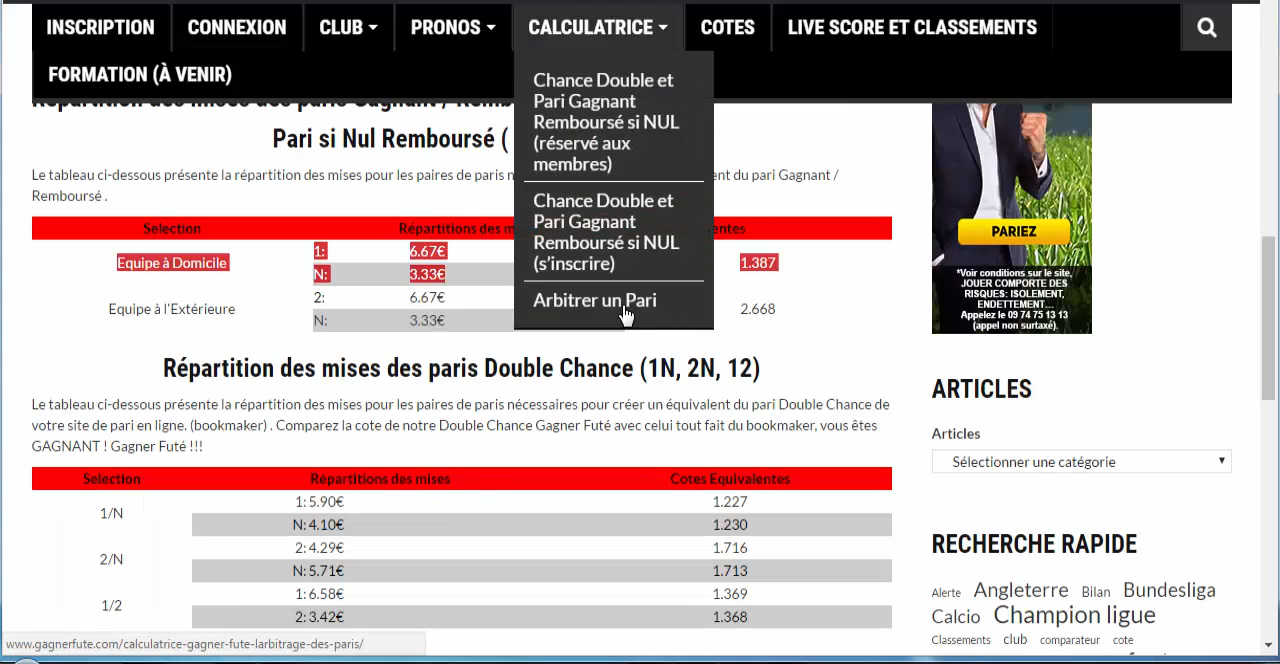 INSCRIPTION CONNEXION CLUB PRONOS CALCULATRICE COTES LIVE SCORE ET CLASSEMENTS
FORMATION (À VENIR)
Chance Double et
Pari Gagnant
Remboursé si NUL
(réservé aux
membres)
Chance Double et
Pari Gagnant
Remboursé si NUL
(s'inscrire)
Arbitrer un Pari
Répartition des mises des paris Gagnant /
Pari si Nul Remboursé (
Le tableau ci-dessous présente la répartition des mises pour les paires de paris du pari Gagnant /
Remboursé .
Selection Répartitions des
Equipe à Domicile 1: 6.67€ 1.387
N: 3.33€
Equipe à l'Extérieure 2: 6.67€ 2.668
N: 3.33€
Répartition des mises des paris Double Chance (1N, 2N, 12)
Le tableau ci-dessous présente la répartition des mises pour les paires de paris nécessaires pour créer un équivalent du pari Double Chance de
votre site de pari en ligne. (bookmaker) . Comparez la cote de notre Double Chance Gagner Futé avec celui tout fait du bookmaker, vous êtes
GAGNANT ! Gagner Futé !!!
Selection Répartitions des mises Cotes Equivalentes
1/N 1: 5.90€ 1.227
N: 4.10€ 1.230
2/N 2: 4.29€ 1.716
N: 5.71€ 1.713
1/2 1: 6.58€ 1.369
2: 3.42€ 1.368
PARIEZ
*Voir conditions sur le site.
JOUER COMPORTE DES
RISQUES: ISOLEMENT,
ENDETTEMENT...
Appelez le 09 74 75 13 13
(appel non surtaxé).
ARTICLES
Articles
Sélectionner une catégorie
RECHERCHE RAPIDE
Alerte Angleterre Bilan Bundesliga
Calcio Champion ligue
Classements club comparateur cote
www.gagnerfute.com/calculatrice-gagner-fute-larbitrage-des-paris/